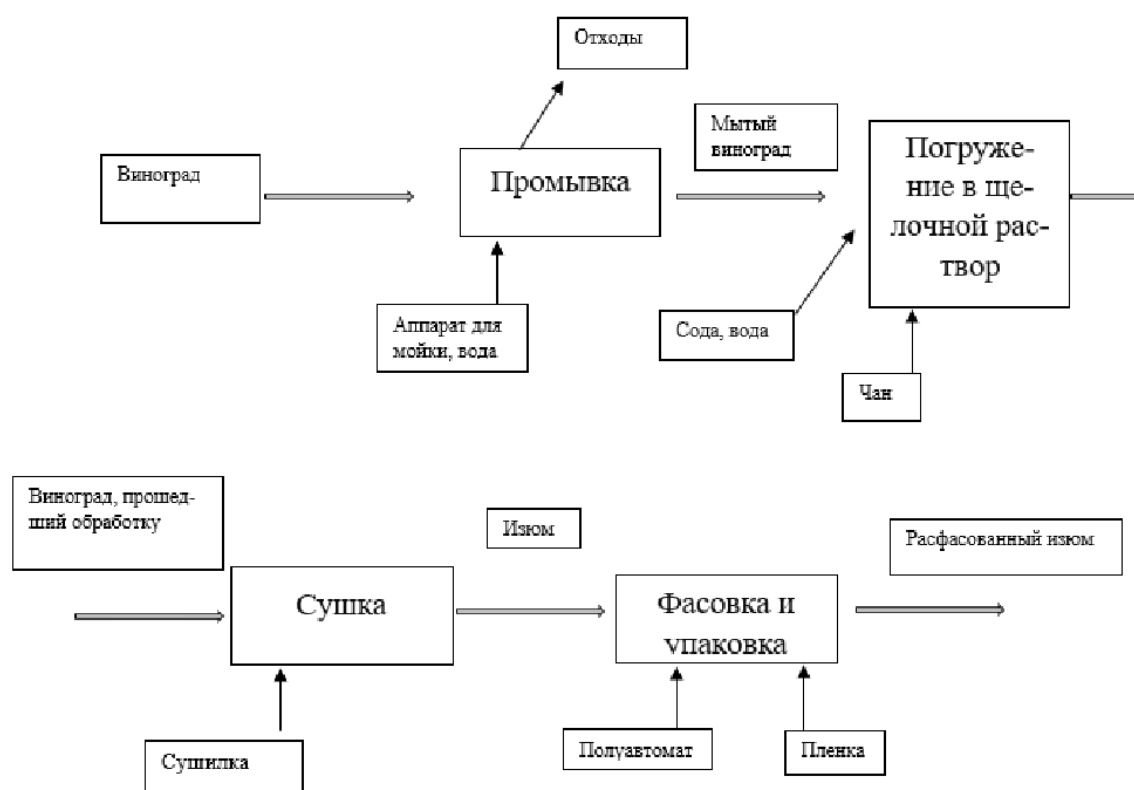 Отходы
Мытый
виноград
Виноград
Промывка
Погруже-
ние в ще-
лочной рас-
твор
Аппарат для
мойки, вода
Сода, вода
Чан
Виноград, прошед-
ший обработку
Изюм
Расфасованный изюм
Сушка
Фасовка и
упаковка
Полуавтомат
Пленка
Сушилка